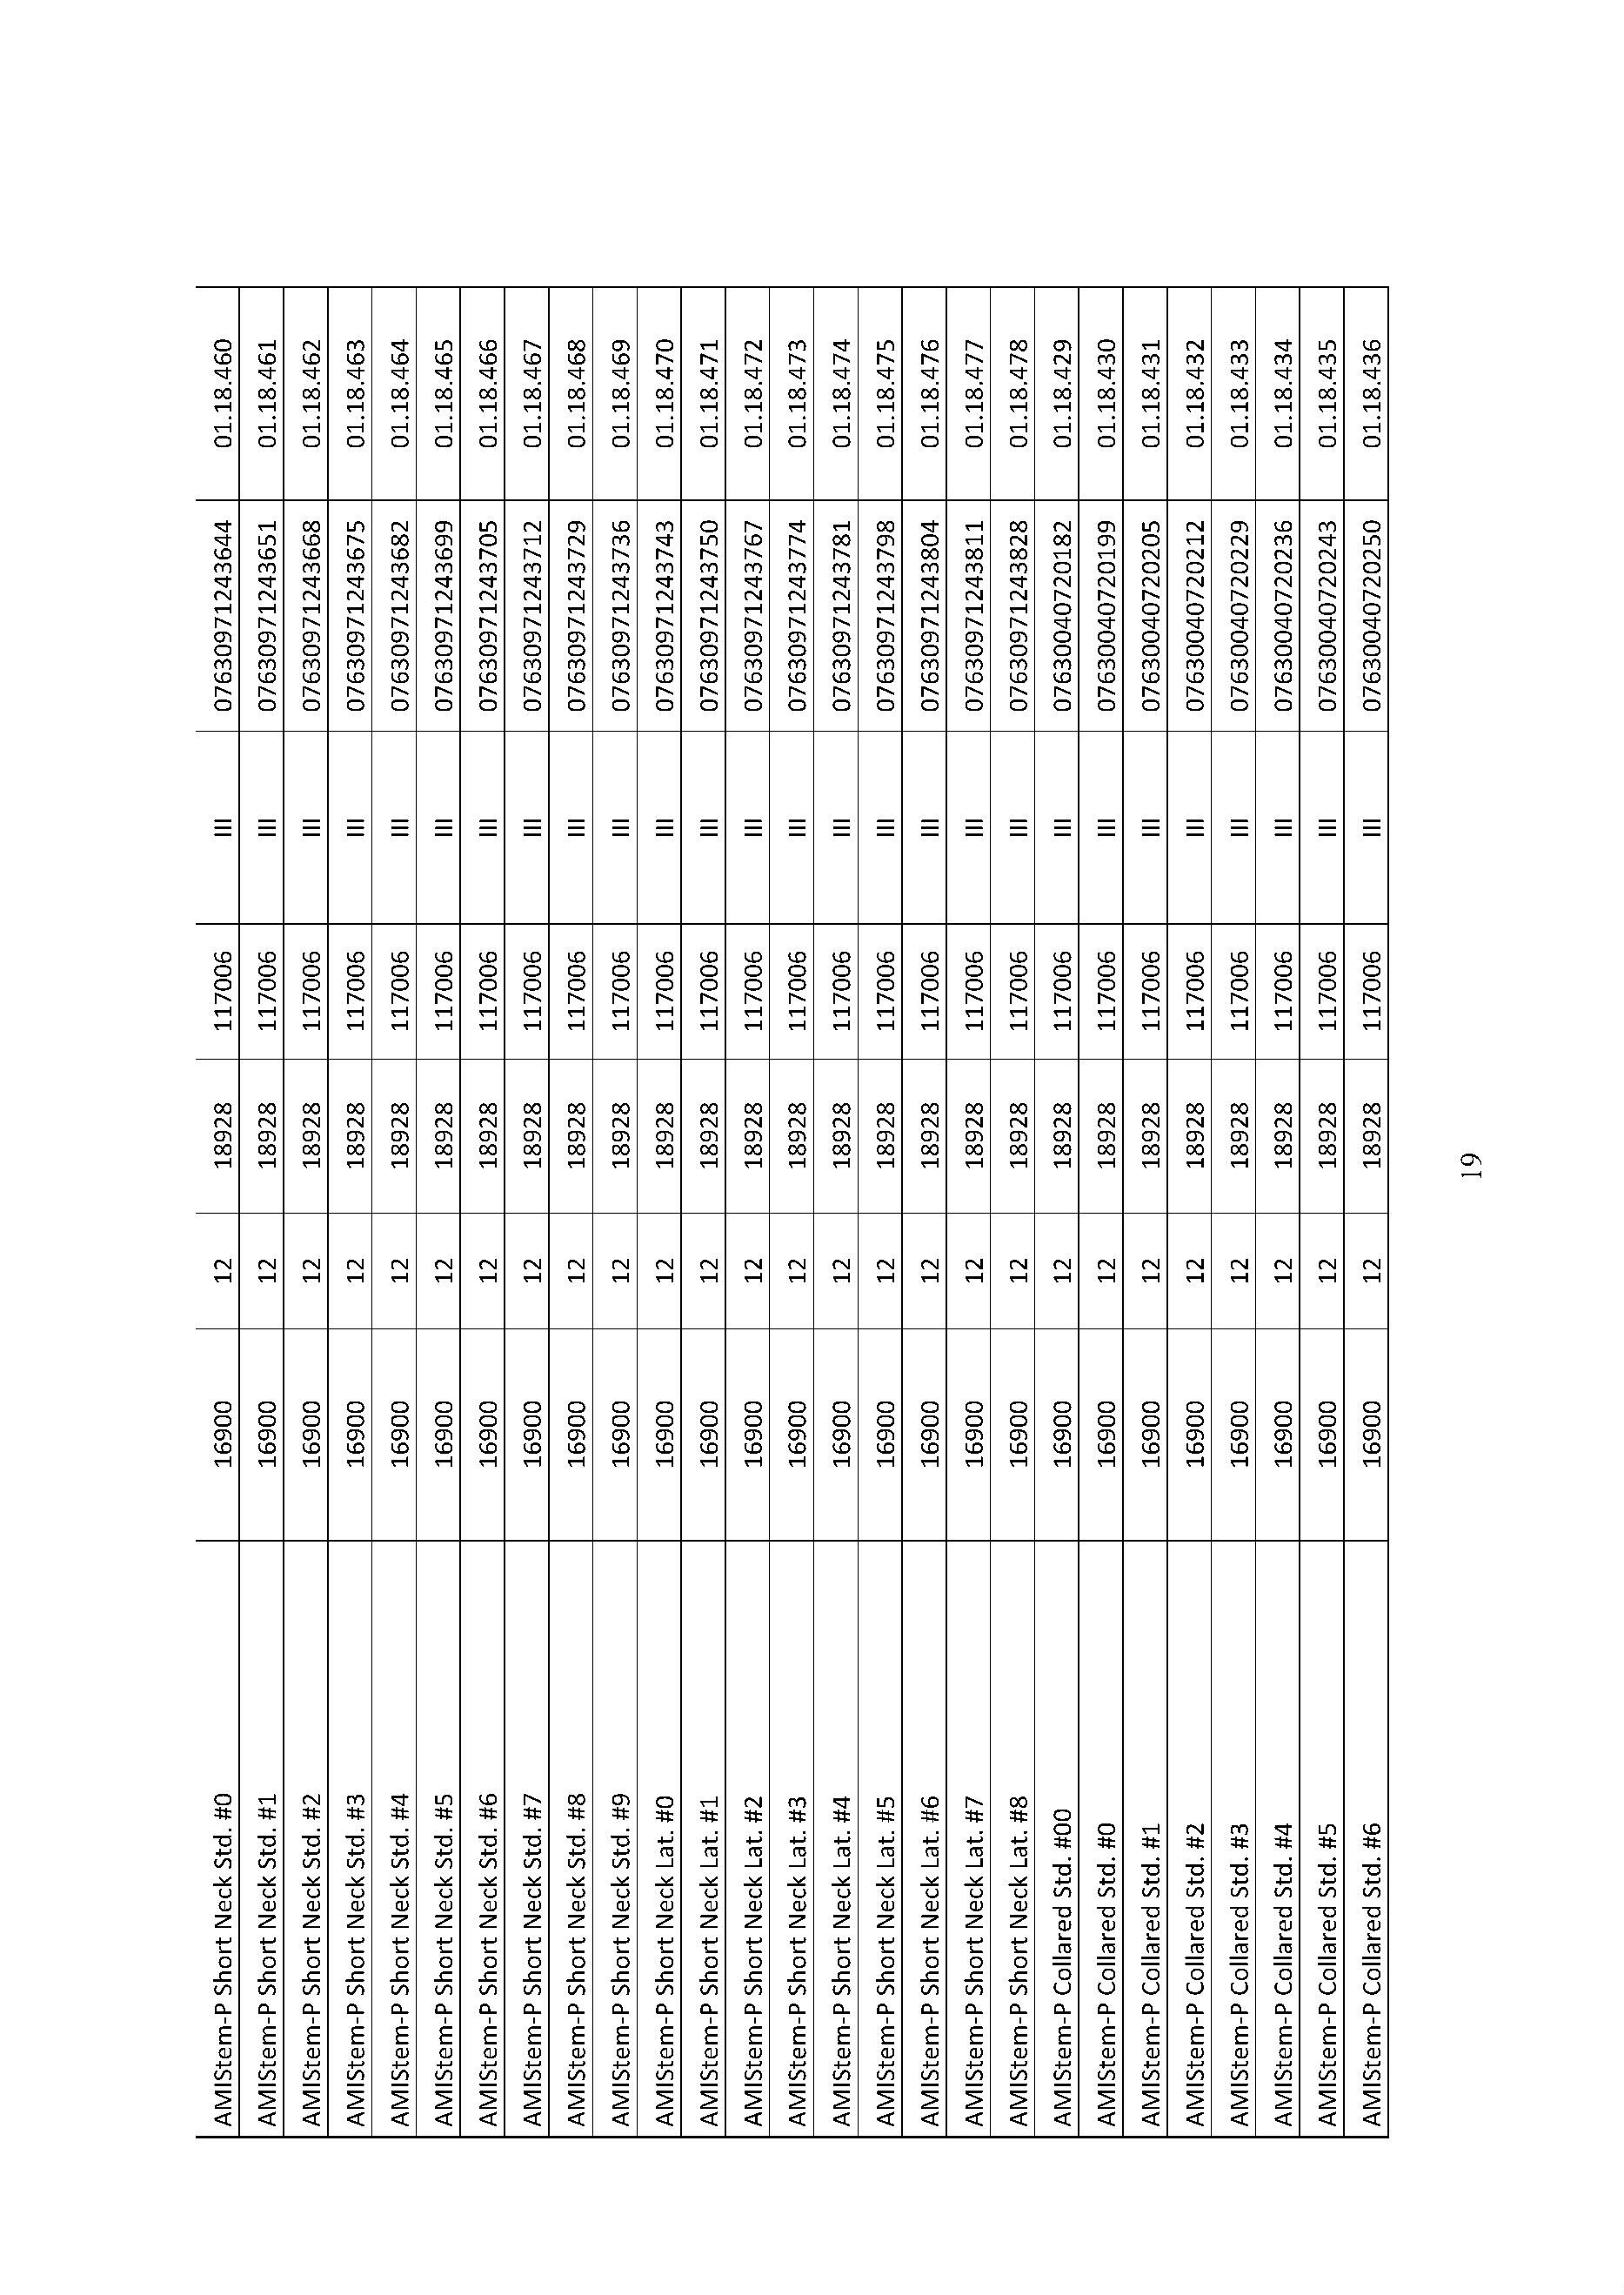 AMIStem-P Short Neck Std. #0 16900 12 18928 117006 III 07630971243644 01.18.460
AMIStem-P Short Neck Std. #1 16900 12 18928 117006 III 07630971243651 01.18.461
AMIStem-P Short Neck Std. #2 16900 12 18928 117006 III 07630971243668 01.18.462
AMIStem-P Short Neck Std. #3 16900 12 18928 117006 III 07630971243675 01.18.463
AMIStem-P Short Neck Std. #4 16900 12 18928 117006 III 07630971243682 01.18.464
AMIStem-P Short Neck Std. #5 16900 12 18928 117006 III 07630971243699 01.18.465
AMIStem-P Short Neck Std. #6 16900 12 18928 117006 III 07630971243705 01.18.466
AMIStem-P Short Neck Std. #7 16900 12 18928 117006 III 07630971243712 01.18.467
AMIStem-P Short Neck Std. #8 16900 12 18928 117006 III 07630971243729 01.18.468
AMIStem-P Short Neck Std. #9 16900 12 18928 117006 III 07630971243736 01.18.469
AMIStem-P Short Neck Lat. #0 16900 12 18928 117006 III 07630971243743 01.18.470
AMIStem-P Short Neck Lat. #1 16900 12 18928 117006 III 07630971243750 01.18.471
AMIStem-P Short Neck Lat. #2 16900 12 18928 117006 III 07630971243767 01.18.472
AMIStem-P Short Neck Lat. #3 16900 12 18928 117006 III 07630971243774 01.18.473
AMIStem-P Short Neck Lat. #4 16900 12 18928 117006 III 07630971243781 01.18.474
AMIStem-P Short Neck Lat. #5 16900 12 18928 117006 III 07630971243798 01.18.475
AMIStem-P Short Neck Lat. #6 16900 12 18928 117006 III 07630971243804 01.18.476
AMIStem-P Short Neck Lat. #7 16900 12 18928 117006 III 07630971243811 01.18.477
AMIStem-P Short Neck Lat. #8 16900 12 18928 117006 III 07630971243828 01.18.478
AMIStem-P Collared Std. #00 16900 12 18928 117006 III 07630040720182 01.18.429
AMIStem-P Collared Std. #0 16900 12 18928 117006 III 07630040720199 01.18.430
AMIStem-P Collared Std. #1 16900 12 18928 117006 III 07630040720205 01.18.431
AMIStem-P Collared Std. #2 16900 12 18928 117006 III 07630040720212 01.18.432
AMIStem-P Collared Std. #3 16900 12 18928 117006 III 07630040720229 01.18.433
AMIStem-P Collared Std. #4 16900 12 18928 117006 III 07630040720236 01.18.434
AMIStem-P Collared Std. #5 16900 12 18928 117006 III 07630040720243 01.18.435
AMIStem-P Collared Std. #6 16900 12 18928 117006 III 07630040720250 01.18.436
19